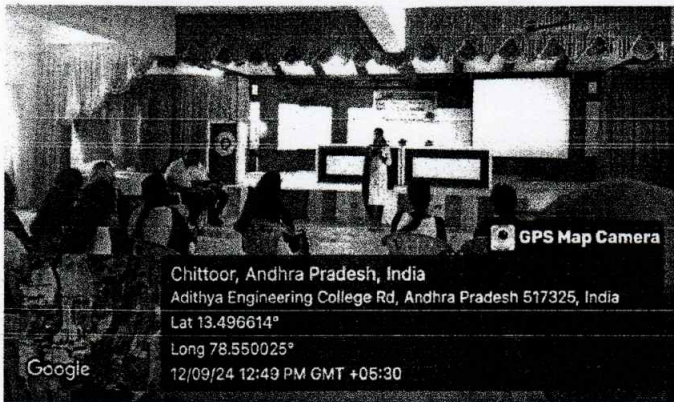 GPS Map Camera
Chittoor, Andhra Pradesh, India
Adithya Engineering College Rd, Andhra Pradesh 517325, India
Lat 13.496614°
Long 78.550025°
12/09/24 12:49 PM GMT +05:30
Google